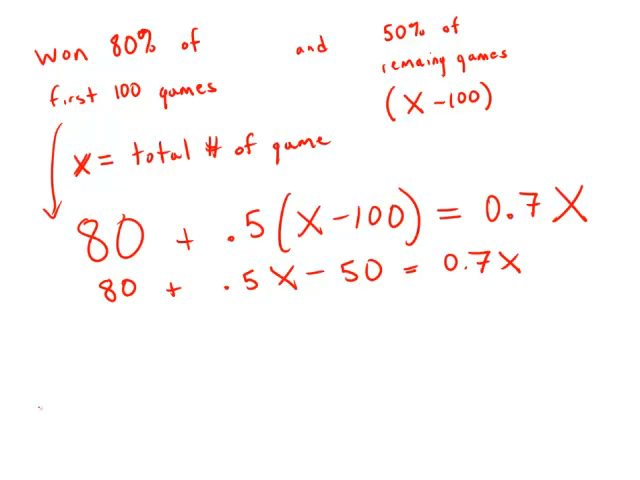 won 80% of and 50% of
first 100 games remaing games
(x - 100)
x = total # of game
80 + .5(x - 100) = 0.7x
80 + .5x - 50 = 0.7x